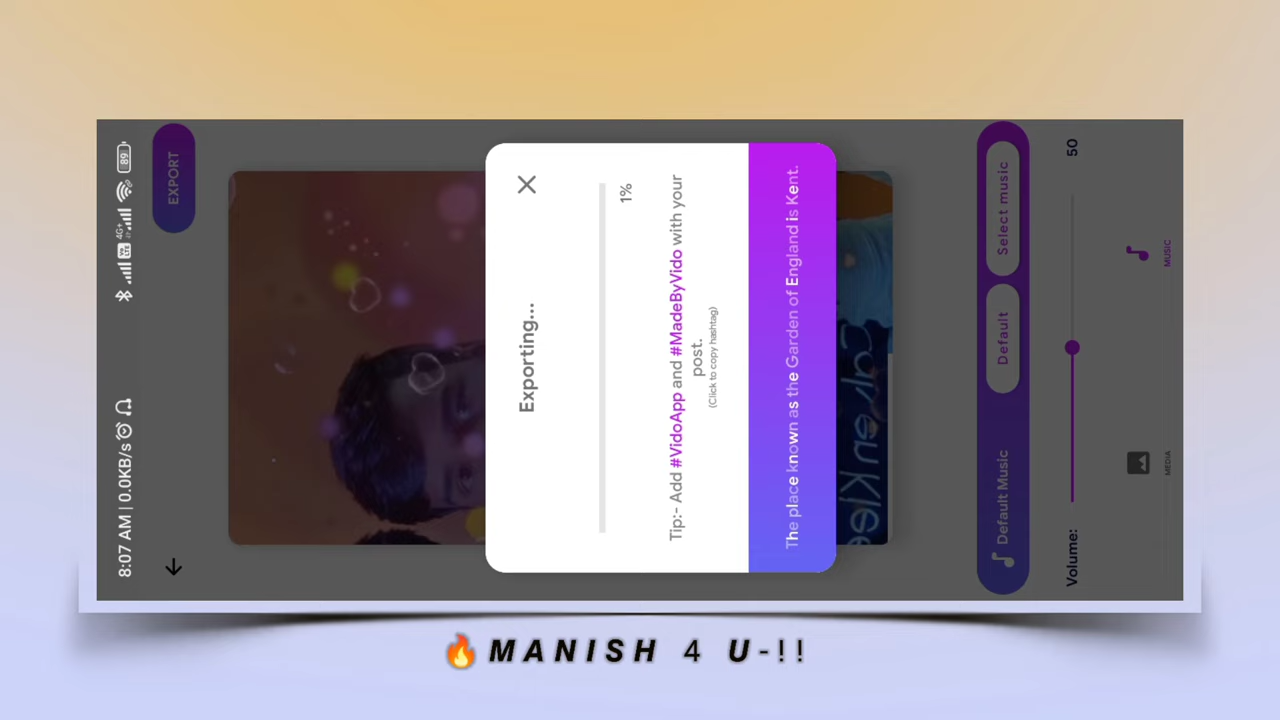 8:07 AM | 0.0KB/s
4G+
89
EXPORT
Exporting...
1%
Tip:- Add #VidoApp and #MadeByVido with your
post.
(Click to copy hashtag)
The place known as the Garden of England is Kent.
Default Music
Default
Select music
Volume:
50
MEDIA
MUSIC
🔥MANISH 4 U-!!